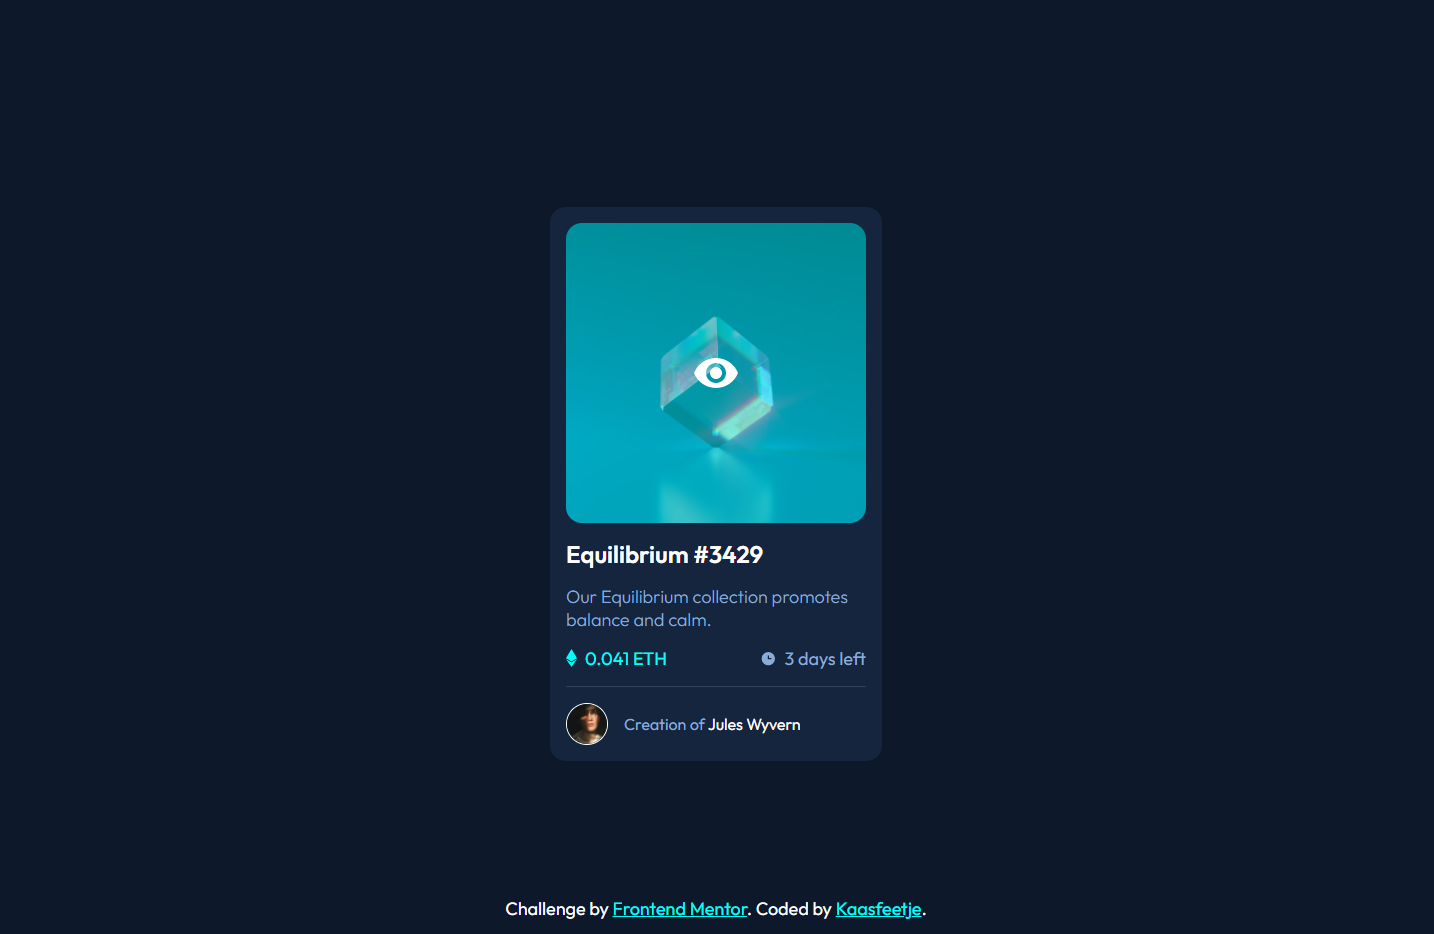 Equilibrium #3429
Our Equilibrium collection promotes
balance and calm.
0.041 ETH
3 days left
Creation of Jules Wyvern
Challenge by Frontend Mentor. Coded by Kaasfeetje.